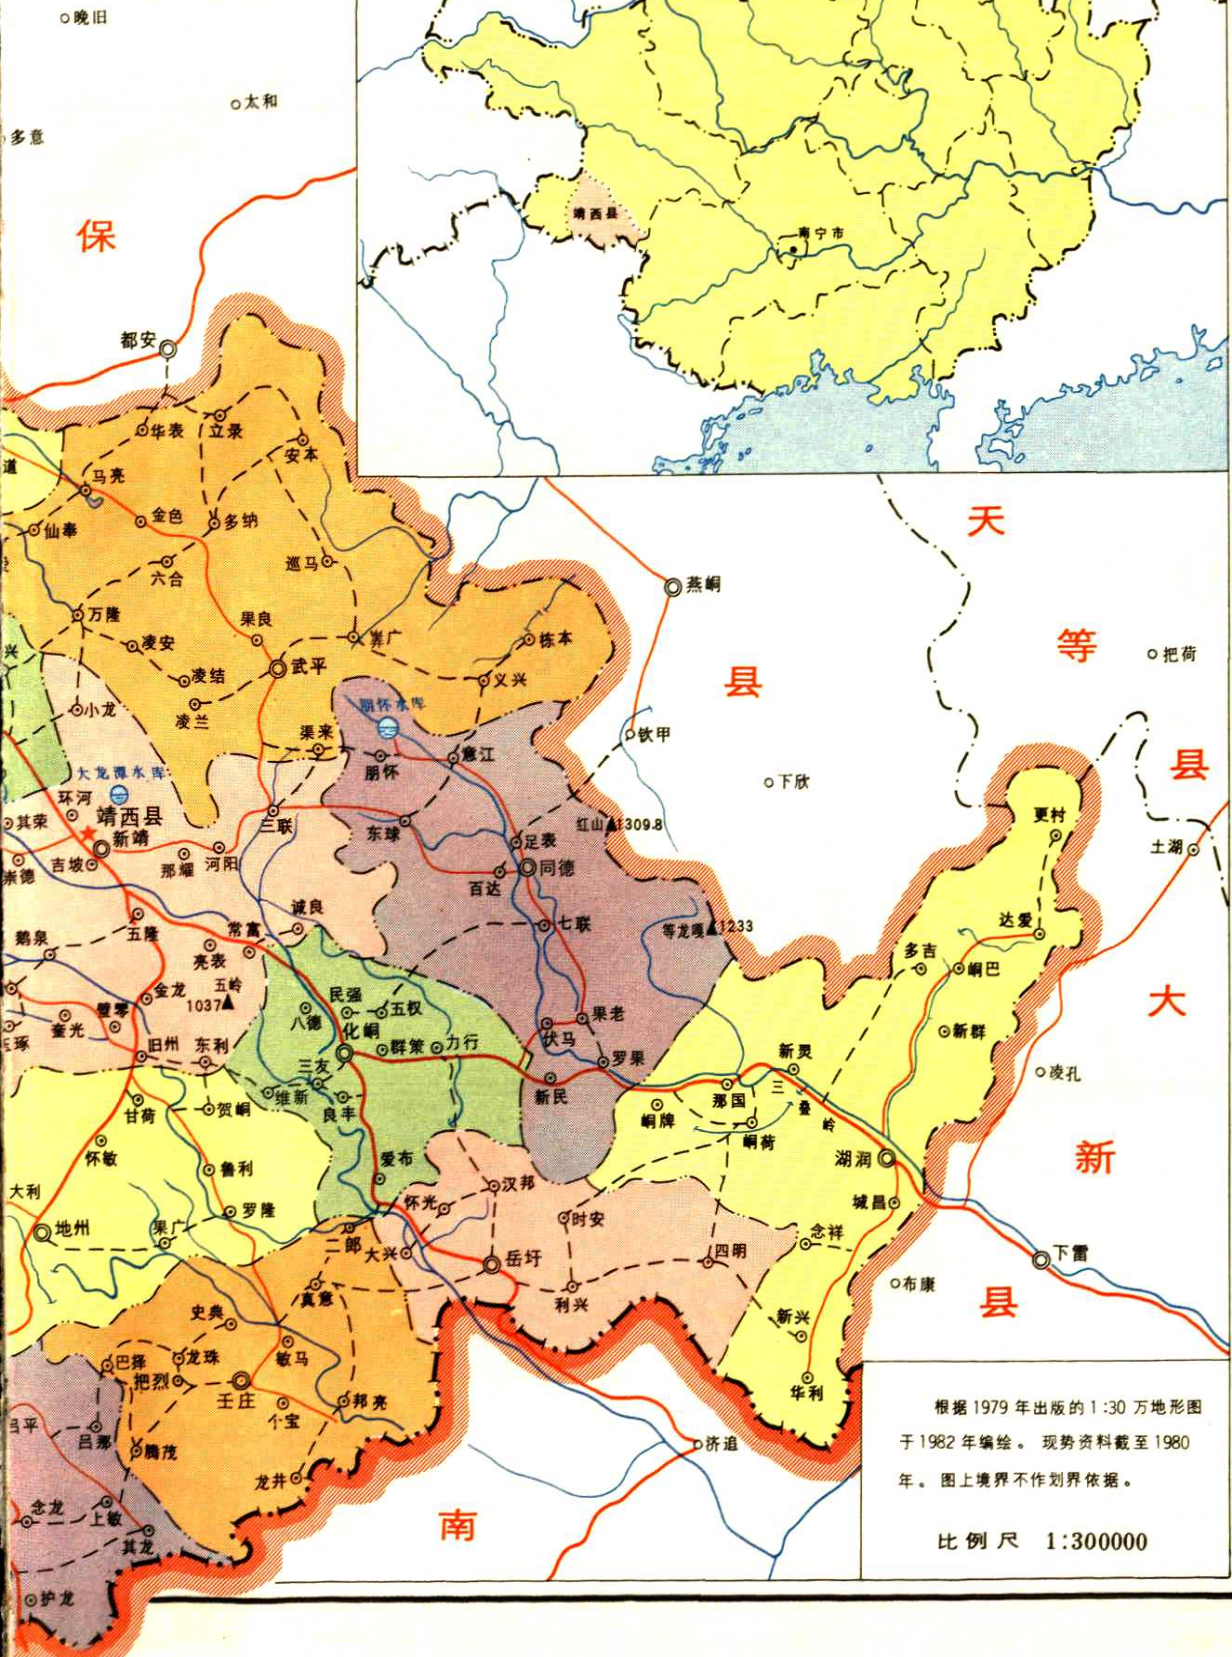 晚旧
太和
多意
保
都安
靖西县
南宁市
华表
立录
安本
道
马亮
仙奉
金色
多纳
六合
巡马
万隆
果良
弄广
栋本
凌安
武平
兴
凌结
义兴
小龙
凌兰
渠来
朋怀水库
朋怀
意江
天
燕峒
等
把荷
县
钦甲
下欣
县
大龙潭水库
环河
靖西县
其荣
新靖
三联
东球
红山
1309.8
足表
同德
百达
更村
土湖
崇德
吉坡
那耀
河阳
诚良
五隆
常富
鹅泉
亮表
五岭
1037
七联
等龙嘎
1233
达爱
多吉
峒巴
大
金龙
奎光
旧州
东利
民强
八德
五权
化峒
群策
力行
果老
伏马
罗果
新群
新灵
凌孔
三友
维新
良丰
新民
那国
三
叠
岭
峒牌
峒荷
甘荷
贺峒
怀敏
鲁利
爱布
湖润
新
大利
汉邦
怀光
城昌
地州
罗隆
果广
二郎
大兴
时安
岳圩
四明
念祥
下雷
真意
利兴
布康
县
史典
新兴
巴择
龙珠
敏马
把烈
壬庄
华利
个宝
邦亮
吕平
吕那
腾茂
龙井
济追
念龙
上敏
其龙
南
护龙
根据1979年出版的1:30万地形图
于1982年编绘。 现势资料截至1980
年。图上境界不作划界依据。
比例尺 1:300000